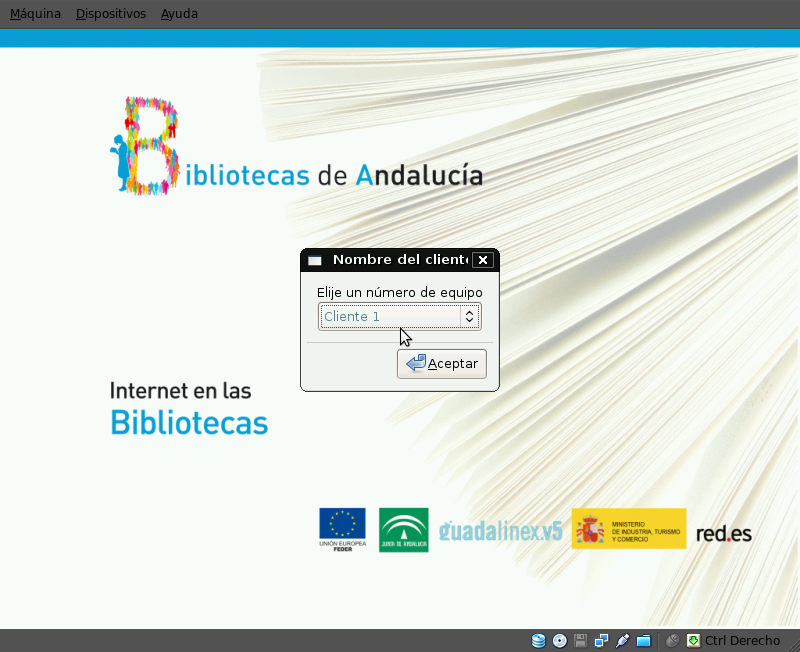 Máquina Dispositivos Ayuda
Bibliotecas de Andalucía
Nombre del client
Elije un número de equipo
Cliente 1
Aceptar
Internet en las
Bibliotecas
UNIÓN EUROPEA
FEDER
JUNTA DE ANDALUCIA
guadalinex.v5
MINISTERIO
DE INDUSTRIA, TURISMO
Y COMERCIO
red.es
Ctrl Derecho